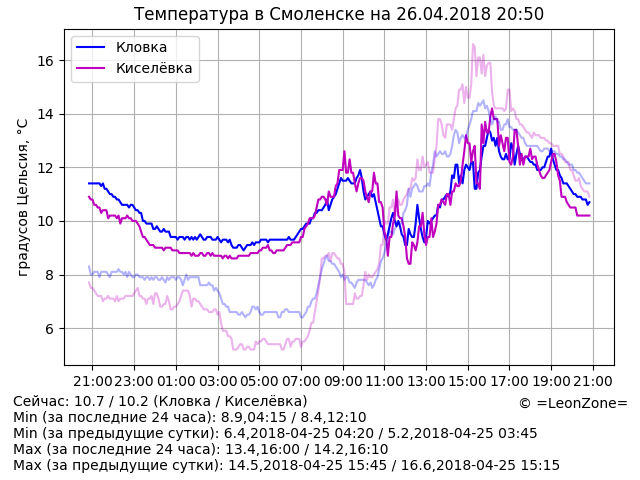 Температура в Смоленске на 26.04.2018 20:50
градусов Цельсия, °C
16
14
12
10
8
6
Кловка
Киселёвка
21:00 23:00 01:00 03:00 05:00 07:00 09:00 11:00 13:00 15:00 17:00 19:00 21:00
Сейчас: 10.7 / 10.2 (Кловка / Киселёвка)
© =LeonZone=
Min (за последние 24 часа): 8.9,04:15 / 8.4,12:10
Min (за предыдущие сутки): 6.4,2018-04-25 04:20 / 5.2,2018-04-25 03:45
Max (за последние 24 часа): 13.4,16:00 / 14.2,16:10
Max (за предыдущие сутки): 14.5,2018-04-25 15:45 / 16.6,2018-04-25 15:15